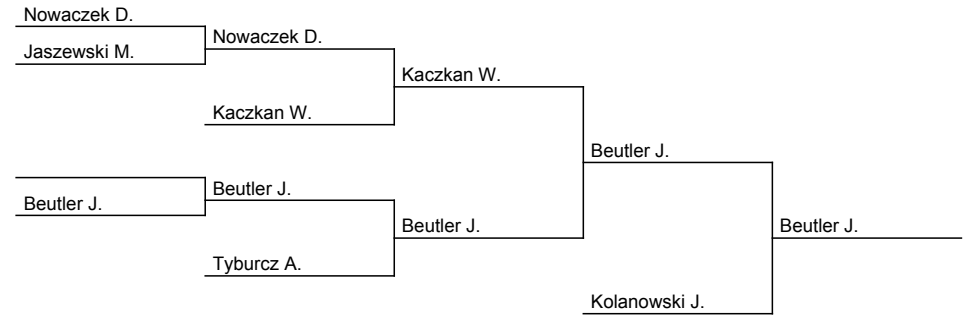 Nowaczek D.
Nowaczek D.
Jaszewski M.
Kaczkan W.
Kaczkan W.
Beutler J.
Beutler J.
Beutler J.
Beutler J.
Beutler J.
Tyburcz A.
Kolanowski J.